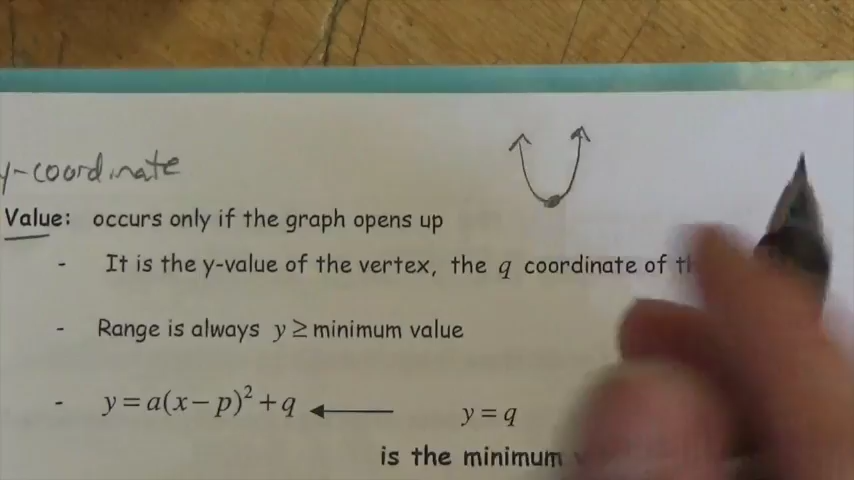 y-coordinate
Value: occurs only if the graph opens up
- It is the y-value of the vertex, the q coordinate of
- Range is always y ≥ minimum value
- y = a(x - p)² + q ← y = q
is the minimum